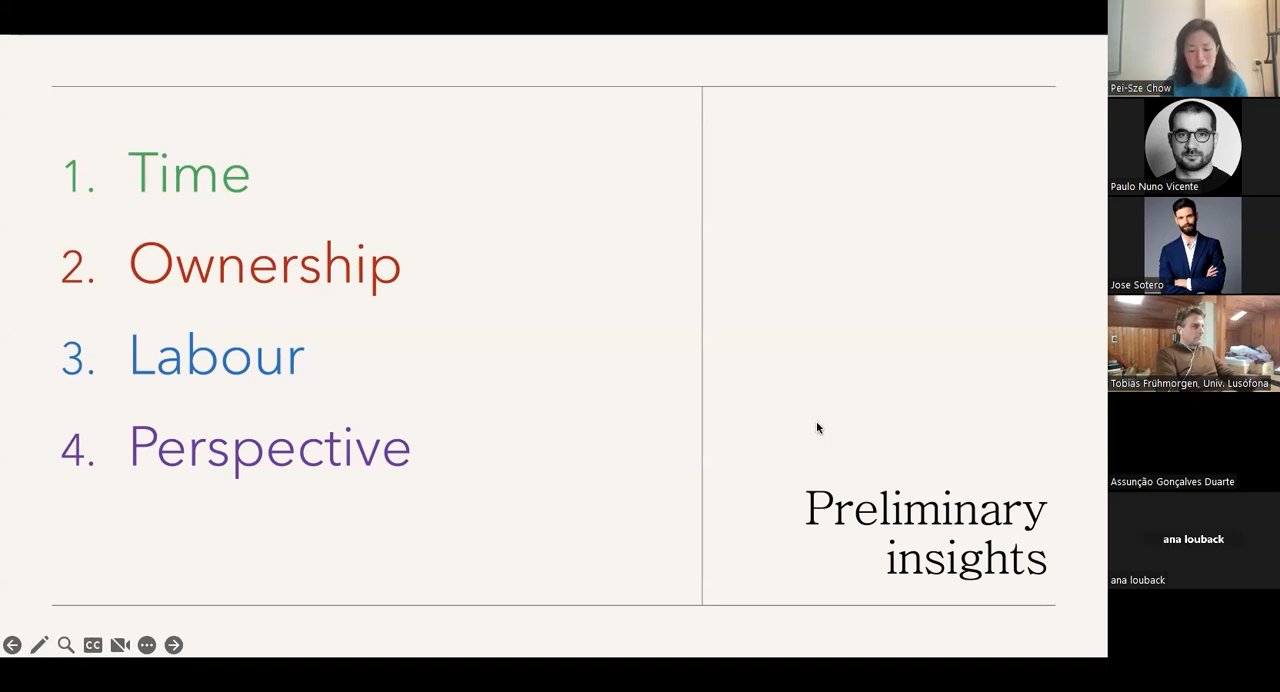 1. Time
2. Ownership
3. Labour
4. Perspective
Preliminary
insights
CC
Pei-Sze Chow
Paulo Nuno Vicente
Jose Sotero
Tobias Frühmorgen, Univ. Lusófona
Assunção Gonçalves Duarte
ana louback
ana louback